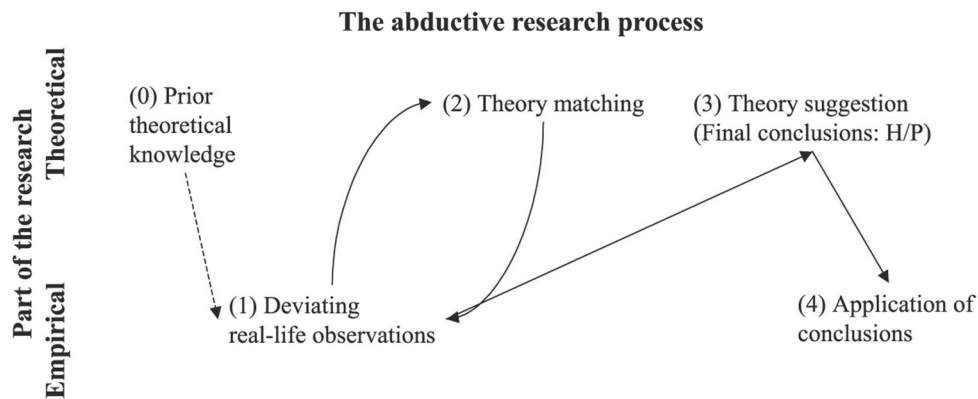 The abductive research process
Part of the research
Theoretical
Empirical
(0) Prior
theoretical
knowledge
(1) Deviating
real-life observations
(2) Theory matching
(3) Theory suggestion
(Final conclusions: H/P)
(4) Application of
conclusions